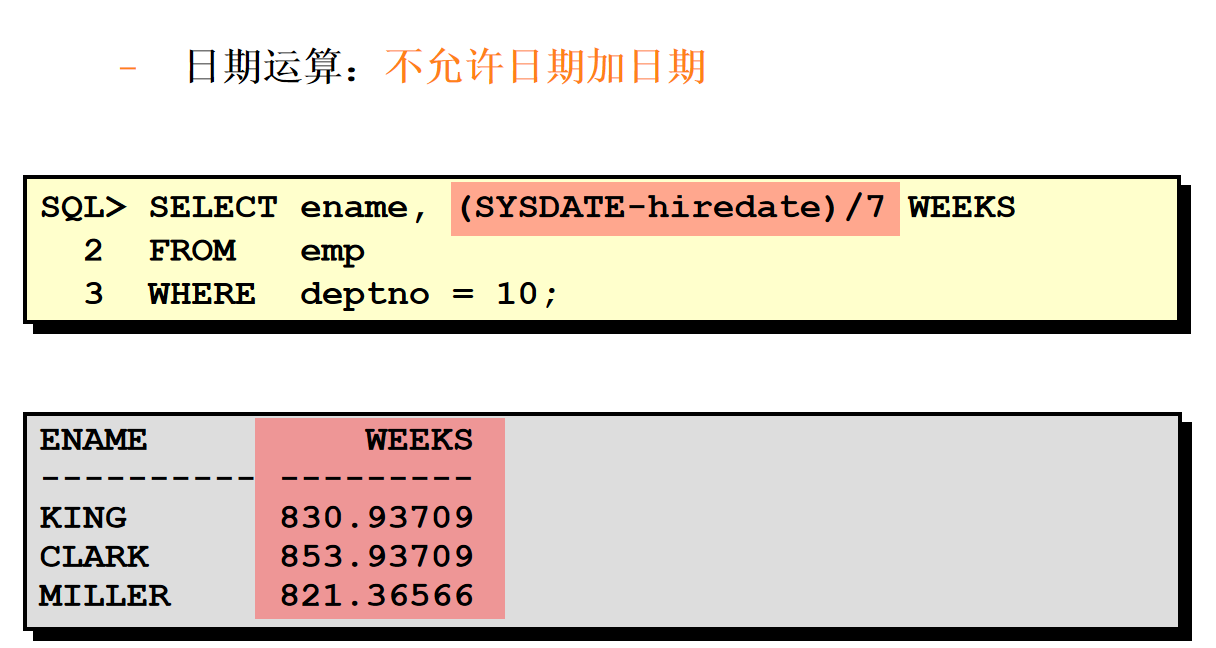 - 日期运算：不允许日期加日期
SQL> SELECT ename, (SYSDATE-hiredate)/7 WEEKS
  2  FROM   emp
  3  WHERE  deptno = 10;
ENAME          WEEKS
---------- ---------
KING       830.93709
CLARK      853.93709
MILLER     821.36566